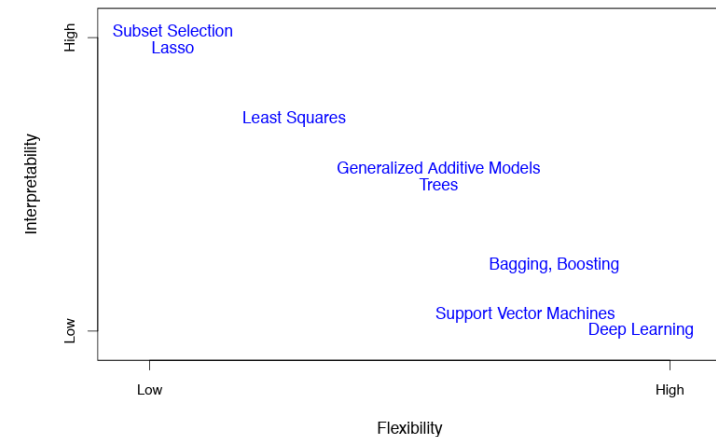 High
Subset Selection
Lasso
Least Squares
Interpretability
Generalized Additive Models
Trees
Bagging, Boosting
Support Vector Machines
Low
Deep Learning
Low
High
Flexibility